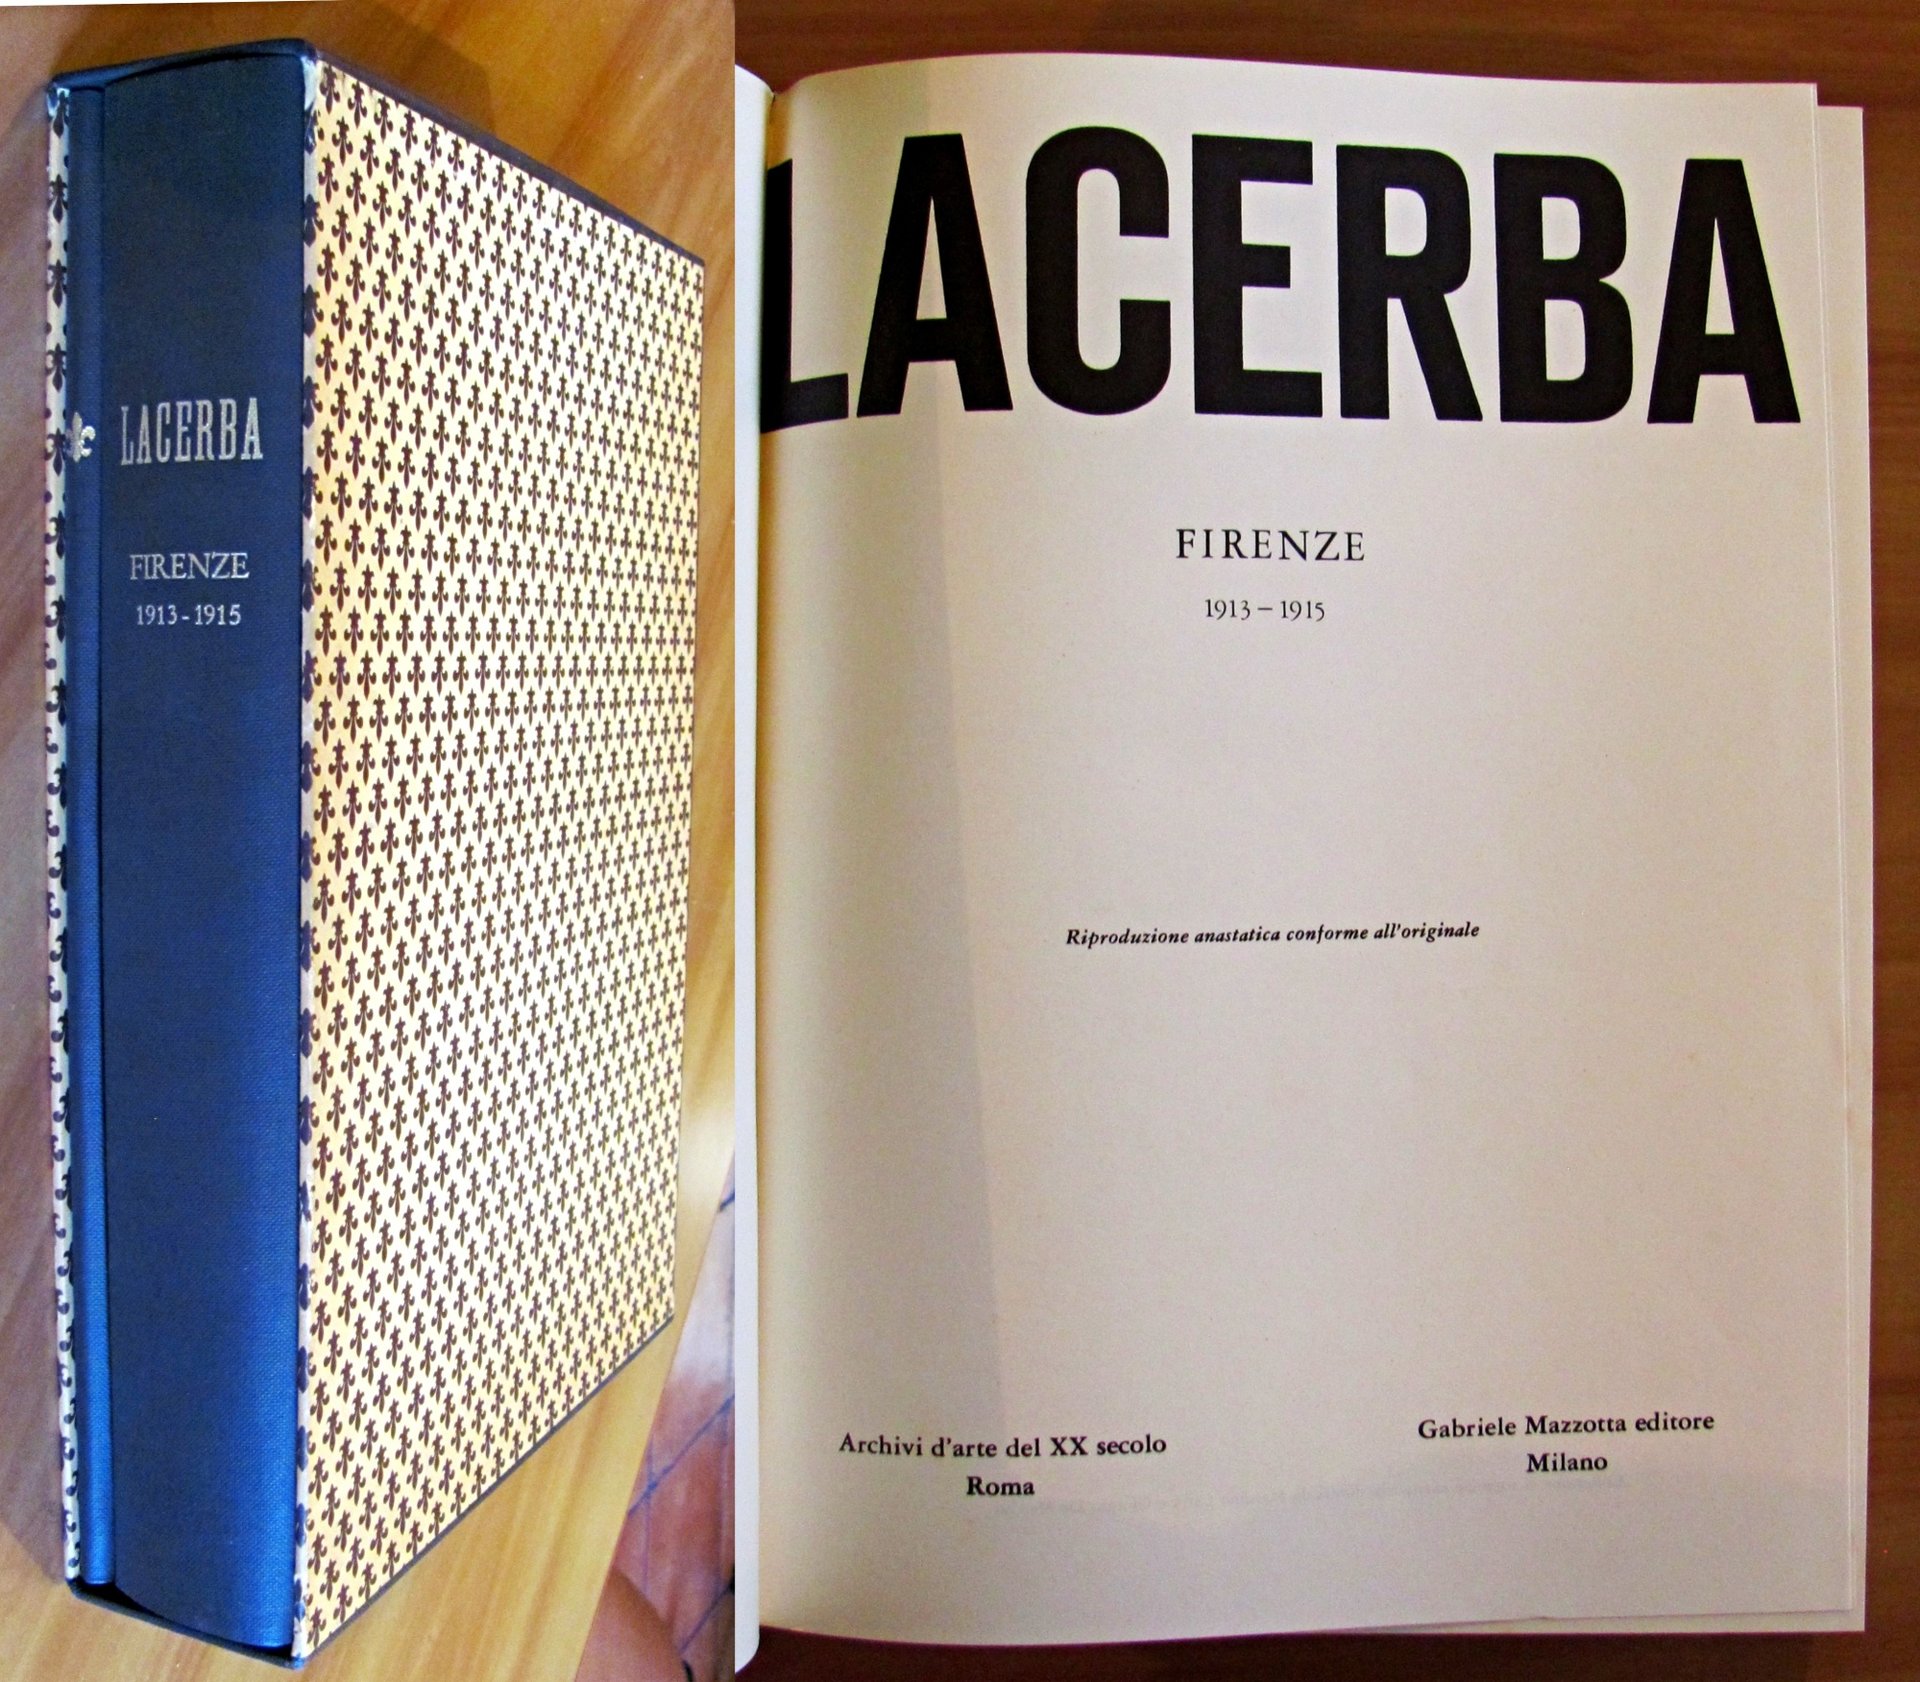 LACERBA
FIRENZE
1913-1915
LACERBA
FIRENZE
1913 – 1915
Riproduzione anastatica conforme all'originale
Archivi d'arte del XX secolo
Roma
Gabriele Mazzotta editore
Milano